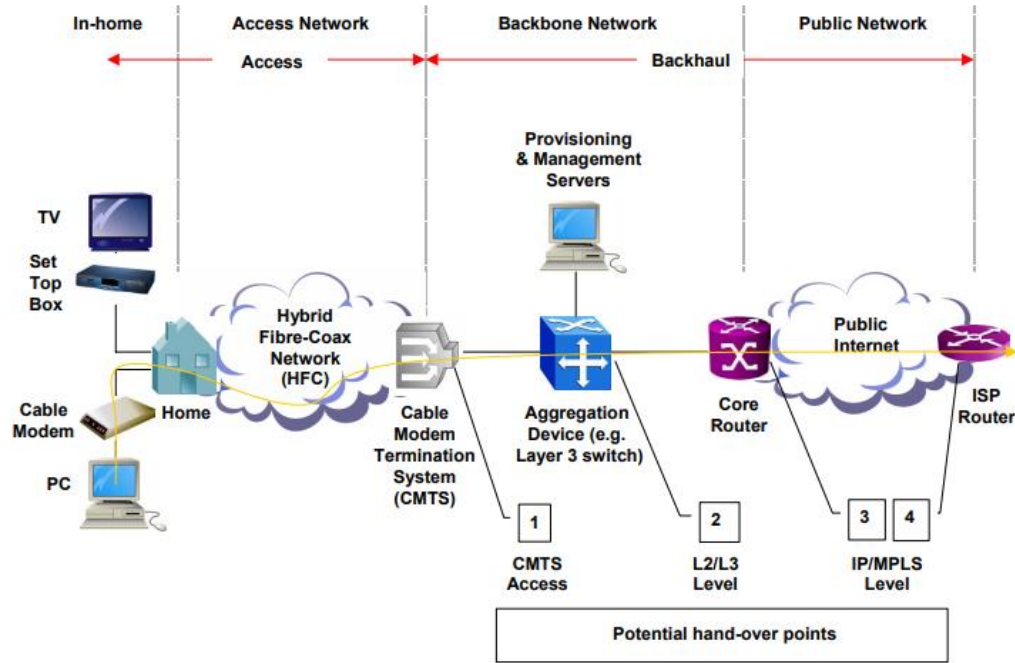 In-home
Access Network
Backbone Network
Public Network
Access
Backhaul
Provisioning
& Management
Servers
TV
Set
Top
Box
Hybrid
Fibre-Coax
Network
(HFC)
Public
Internet
Cable
Modem
Home
PC
Cable
Modem
Termination
System
(CMTS)
Aggregation
Device (e.g.
Layer 3 switch)
Core
Router
ISP
Router
1
2
3
4
CMTS
Access
L2/L3
Level
IP/MPLS
Level
Potential hand-over points